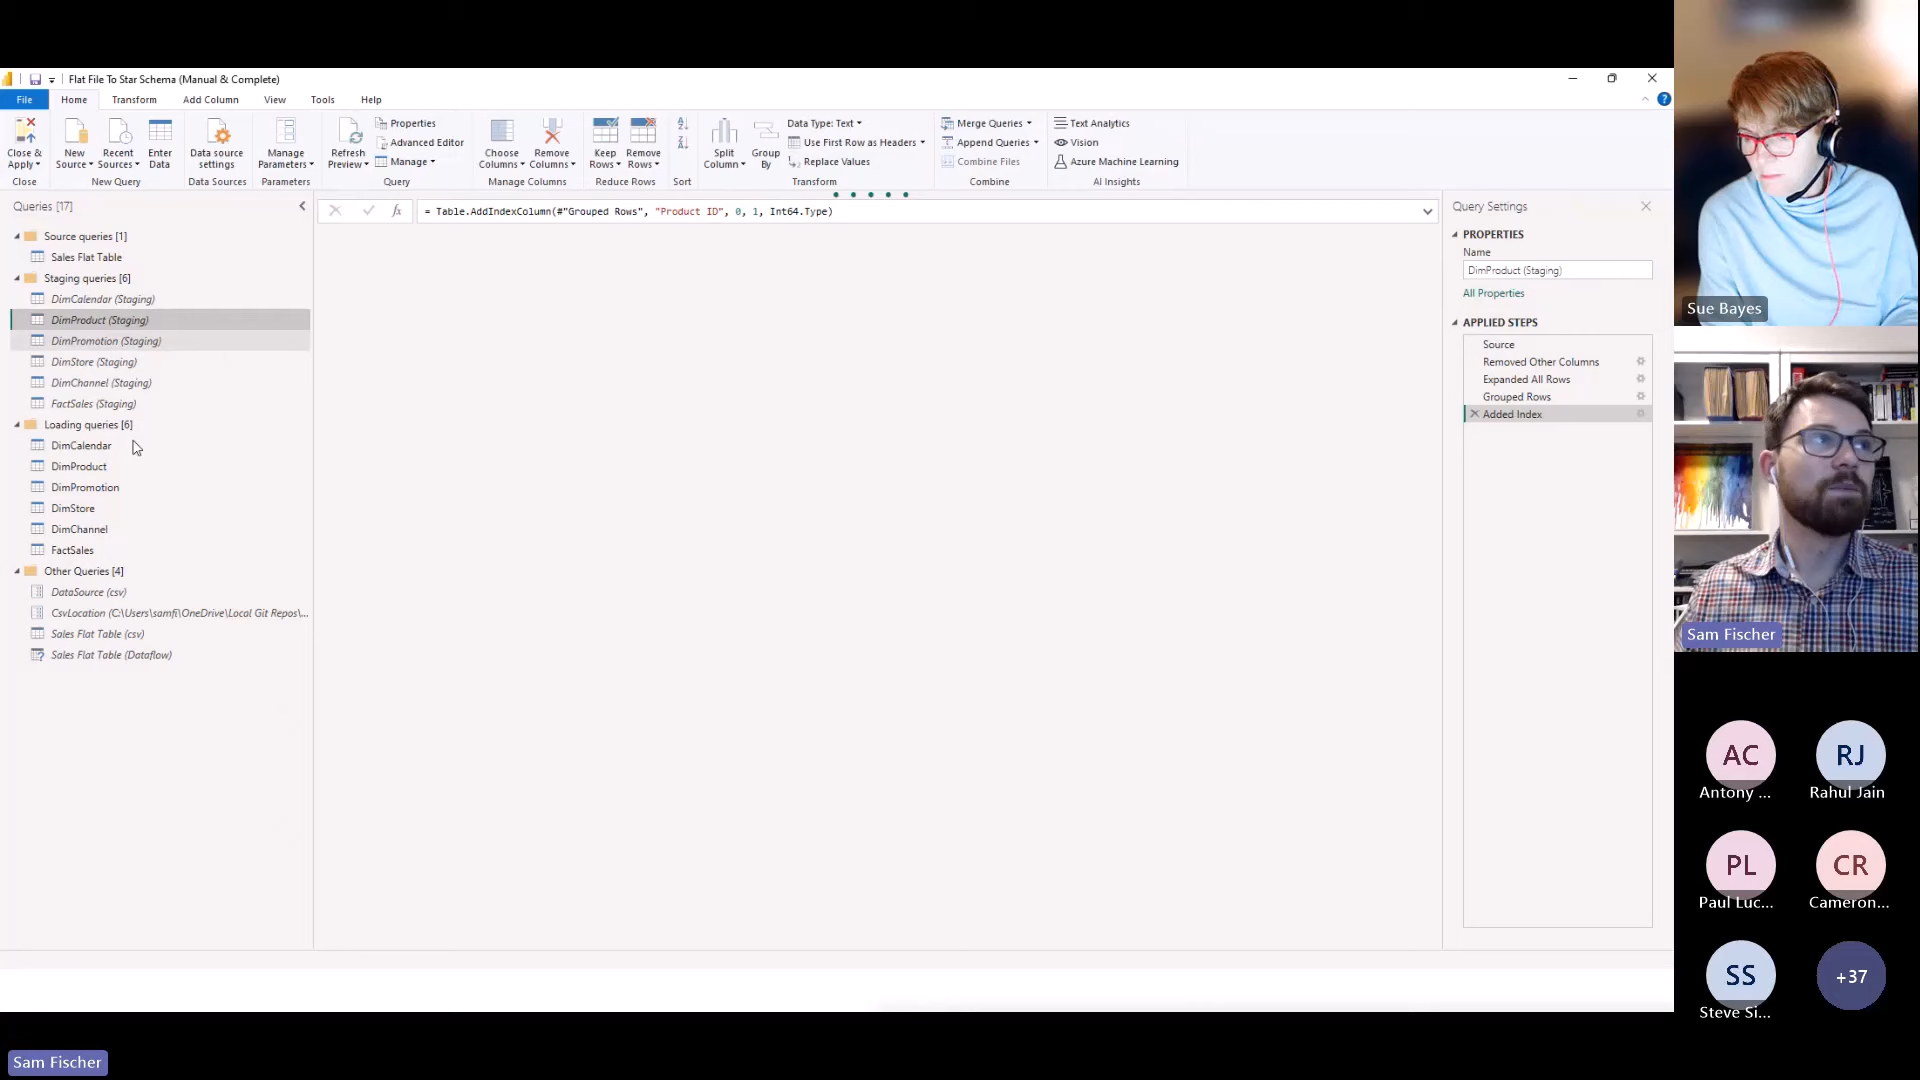 Flat File To Star Schema (Manual & Complete)
File Home Transform Add Column View Tools Help
Close & Apply
Close
New Source
Recent Sources
Enter Data
New Query
Data source settings
Data Sources
Manage Parameters
Parameters
Refresh Preview
Properties
Advanced Editor
Manage
Query
Choose Columns
Remove Columns
Manage Columns
Keep Rows
Remove Rows
Reduce Rows
Sort
Split Column
Group By
Data Type: Text
Use First Row as Headers
Replace Values
Transform
Merge Queries
Append Queries
Combine Files
Combine
Text Analytics
Vision
Azure Machine Learning
AI Insights
Queries [17]
Source queries [1]
Sales Flat Table
Staging queries [6]
DimCalendar (Staging)
DimProduct (Staging)
DimPromotion (Staging)
DimStore (Staging)
DimChannel (Staging)
FactSales (Staging)
Loading queries [6]
DimCalendar
DimProduct
DimPromotion
DimStore
DimChannel
FactSales
Other Queries [4]
DataSource (csv)
CsvLocation (C:\Users\samfi\OneDrive\Local Git Repos\...
Sales Flat Table (csv)
Sales Flat Table (Dataflow)
fx = Table.AddIndexColumn(#"Grouped Rows", "Product ID", 0, 1, Int64.Type)
Query Settings
PROPERTIES
Name
DimProduct (Staging)
All Properties
APPLIED STEPS
Source
Removed Other Columns
Expanded All Rows
Grouped Rows
Added Index
Sue Bayes
Sam Fischer
AC
Antony ...
RJ
Rahul Jain
PL
Paul Luc...
CR
Cameron...
SS
Steve Si...
+37
Sam Fischer